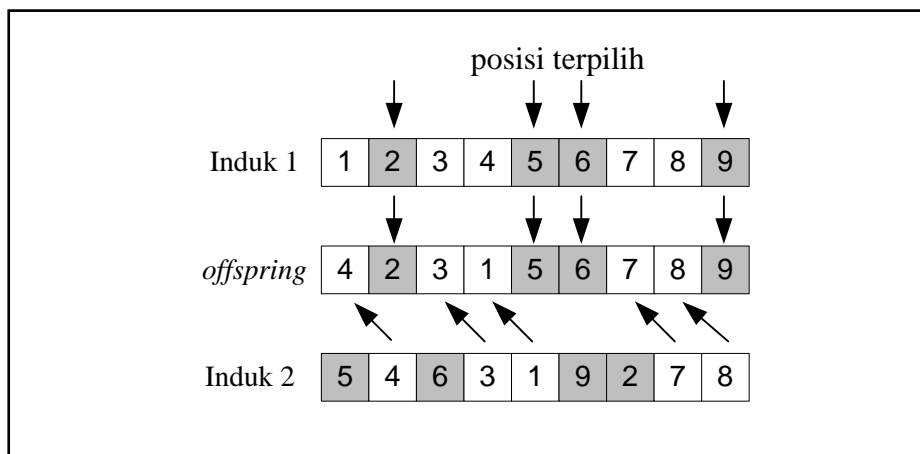 posisi terpilih
Induk 1 1 2 3 4 5 6 7 8 9
offspring 4 2 3 1 5 6 7 8 9
Induk 2 5 4 6 3 1 9 2 7 8